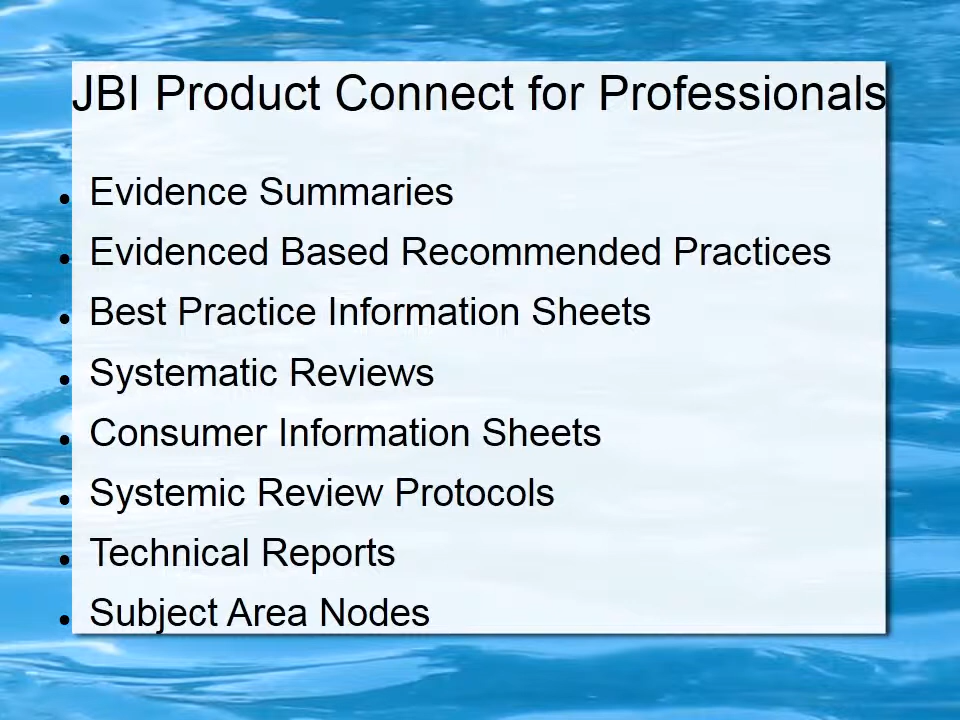 JBI Product Connect for Professionals
● Evidence Summaries
● Evidenced Based Recommended Practices
● Best Practice Information Sheets
● Systematic Reviews
● Consumer Information Sheets
● Systemic Review Protocols
● Technical Reports
● Subject Area Nodes